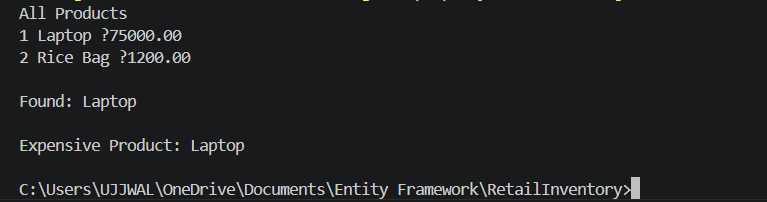 All Products
1 Laptop ?75000.00
2 Rice Bag ?1200.00
Found: Laptop
Expensive Product: Laptop
C:\Users\UJJWAL\OneDrive\Documents\Entity Framework\RetailInventory>